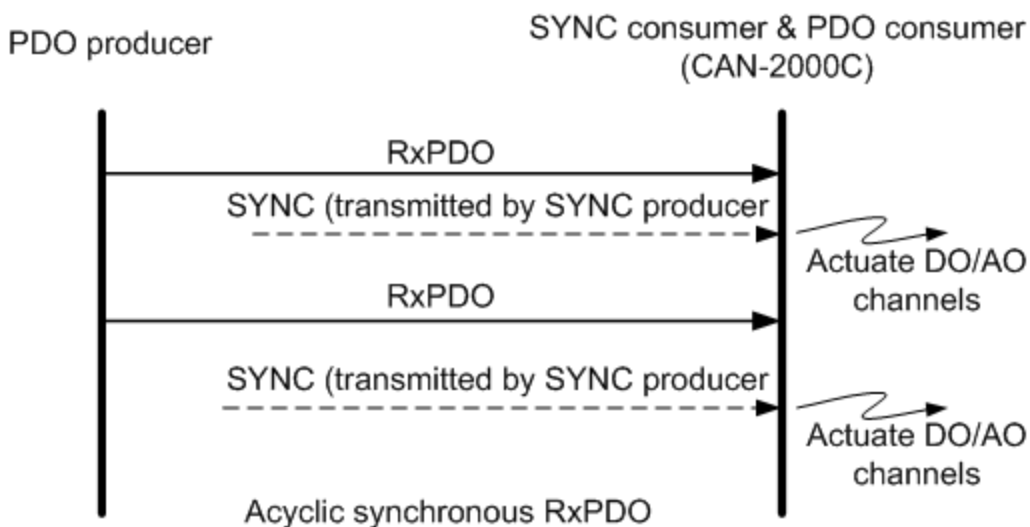 PDO producer
SYNC consumer & PDO consumer
(CAN-2000C)
RxPDO
SYNC (transmitted by SYNC producer
Actuate DO/AO
channels
RxPDO
SYNC (transmitted by SYNC producer
Actuate DO/AO
channels
Acyclic synchronous RxPDO